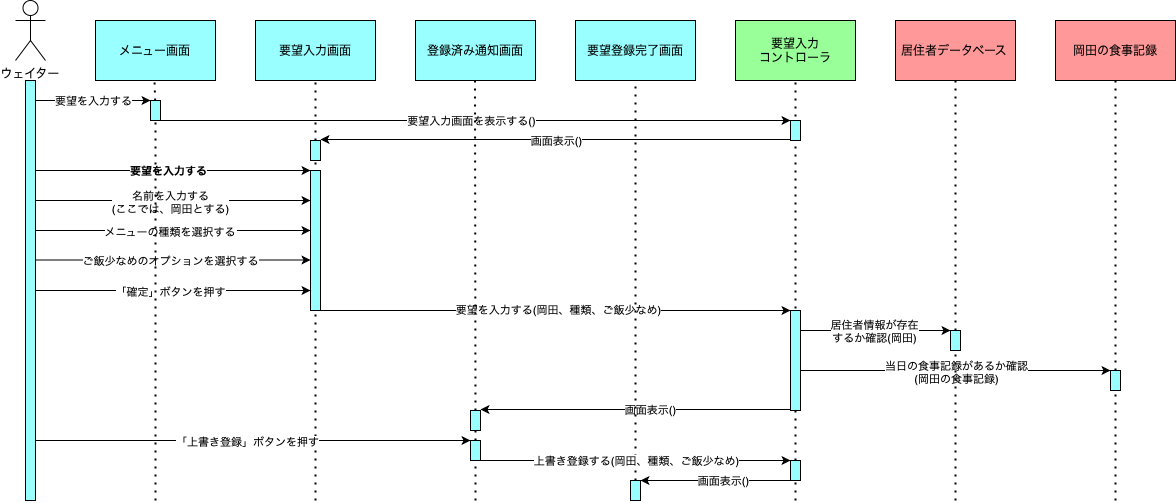 ウェイター
メニュー画面
要望入力画面
登録済み通知画面
要望登録完了画面
要望入力
コントローラ
居住者データベース
岡田の食事記録
要望を入力する
要望入力画面を表示する()
画面表示()
要望を入力する
名前を入力する
(ここでは、岡田とする)
メニューの種類を選択する
ご飯少なめのオプションを選択する
「確定」ボタンを押す
要望を入力する(岡田、種類、ご飯少なめ)
居住者情報が存在
するか確認(岡田)
当日の食事記録があるか確認
(岡田の食事記録)
画面表示()
「上書き登録」ボタンを押す
上書き登録する(岡田、種類、ご飯少なめ)
画面表示()